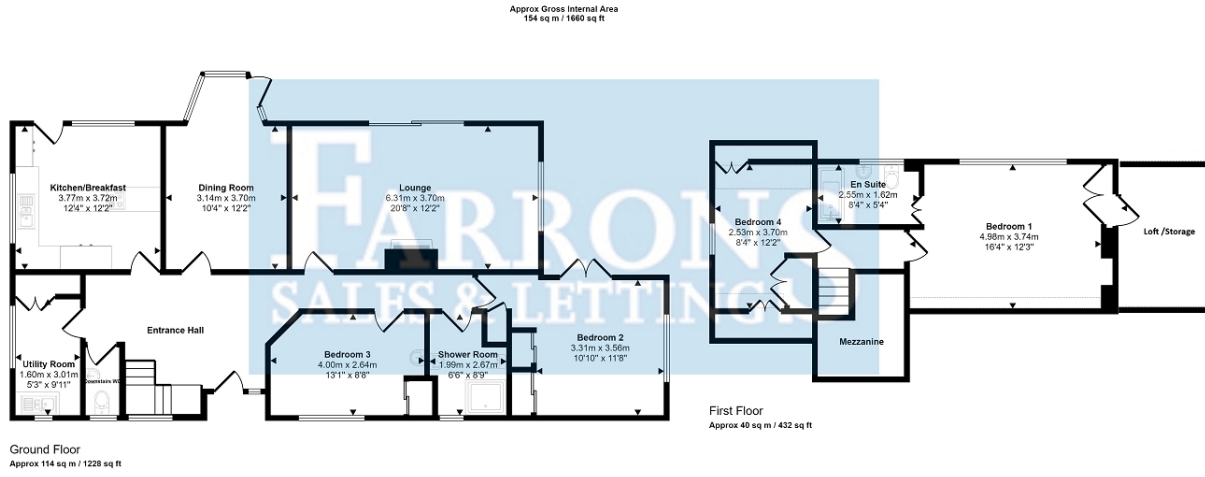 Approx Gross Internal Area
154 sq m / 1660 sq ft
FARRONS
SALES & LETTINGS
Kitchen/Breakfast
3.77m x 3.72m
12'4" x 12'2"
Dining Room
3.14m x 3.70m
10'4" x 12'2"
Lounge
6.31m x 3.70m
20'8" x 12'2"
Entrance Hall
Utility Room
1.60m x 3.01m
5'3" x 9'11"
Downstairs WC
Bedroom 3
4.00m x 2.64m
13'1" x 8'8"
Shower Room
1.99m x 2.67m
6'6" x 8'9"
Bedroom 2
3.31m x 3.56m
10'10" x 11'8"
Ground Floor
Approx 114 sq m / 1228 sq ft
Bedroom 4
2.53m x 3.70m
8'4" x 12'2"
En Suite
2.55m x 1.62m
8'4" x 5'4"
Bedroom 1
4.98m x 3.74m
16'4" x 12'3"
Loft /Storage
Mezzanine
First Floor
Approx 40 sq m / 432 sq ft